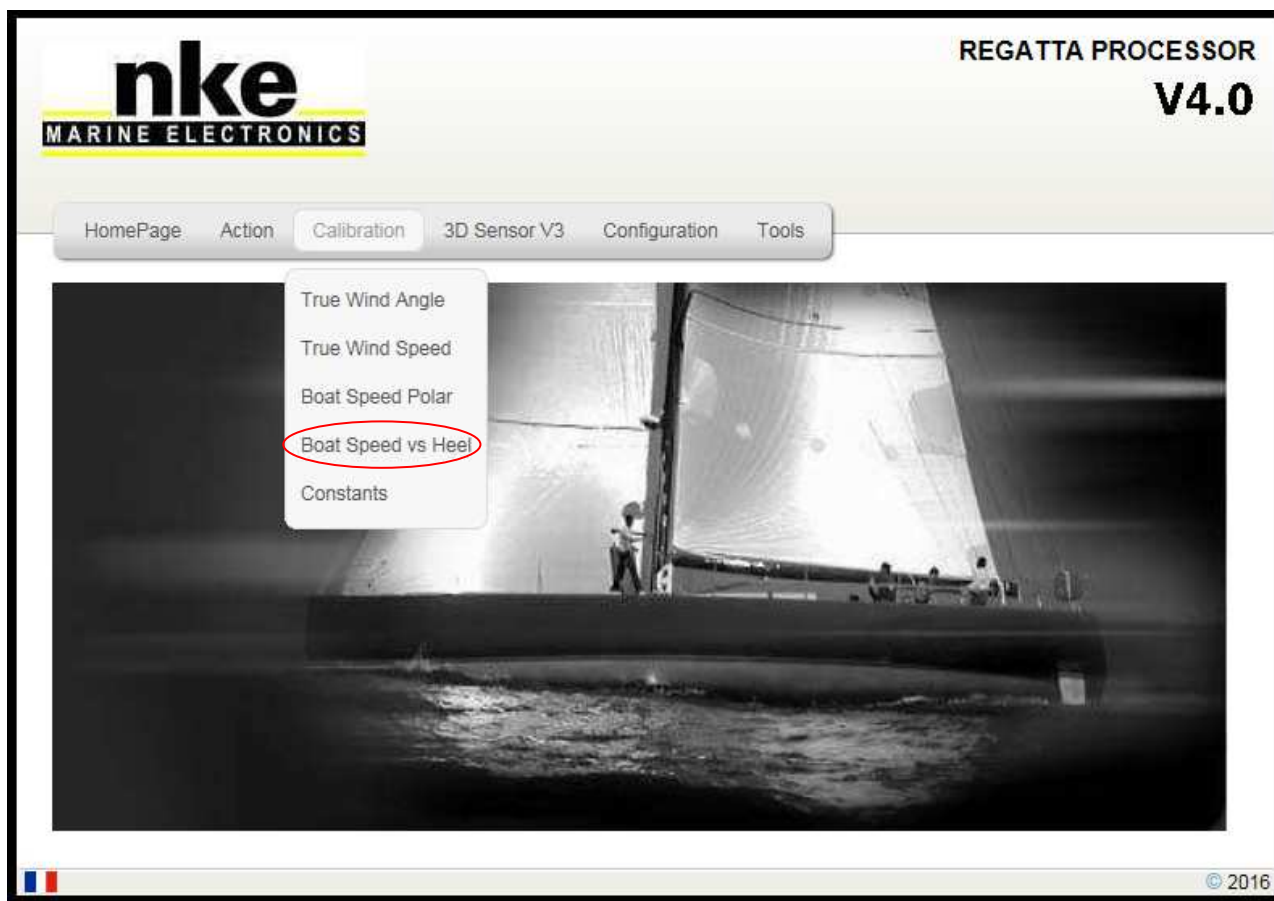 nke
MARINE ELECTRONICS
REGATTA PROCESSOR
V4.0
HomePage Action Calibration 3D Sensor V3 Configuration Tools
True Wind Angle
True Wind Speed
Boat Speed Polar
Boat Speed vs Heel
Constants
© 2016